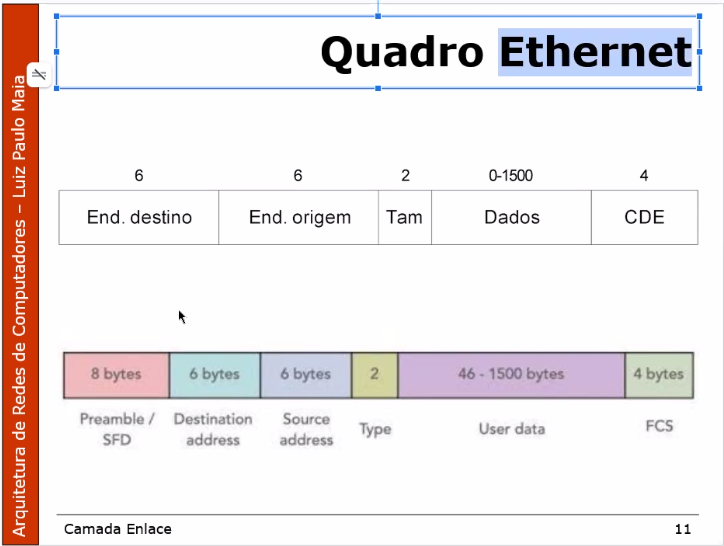 Quadro Ethernet
Arquitetura de Redes de Computadores – Luiz Paulo Maia
6 6 2 0-1500 4
End. destino End. origem Tam Dados CDE
8 bytes 6 bytes 6 bytes 2 46 - 1500 bytes 4 bytes
Preamble / SFD Destination address Source address Type User data FCS
Camada Enlace 11